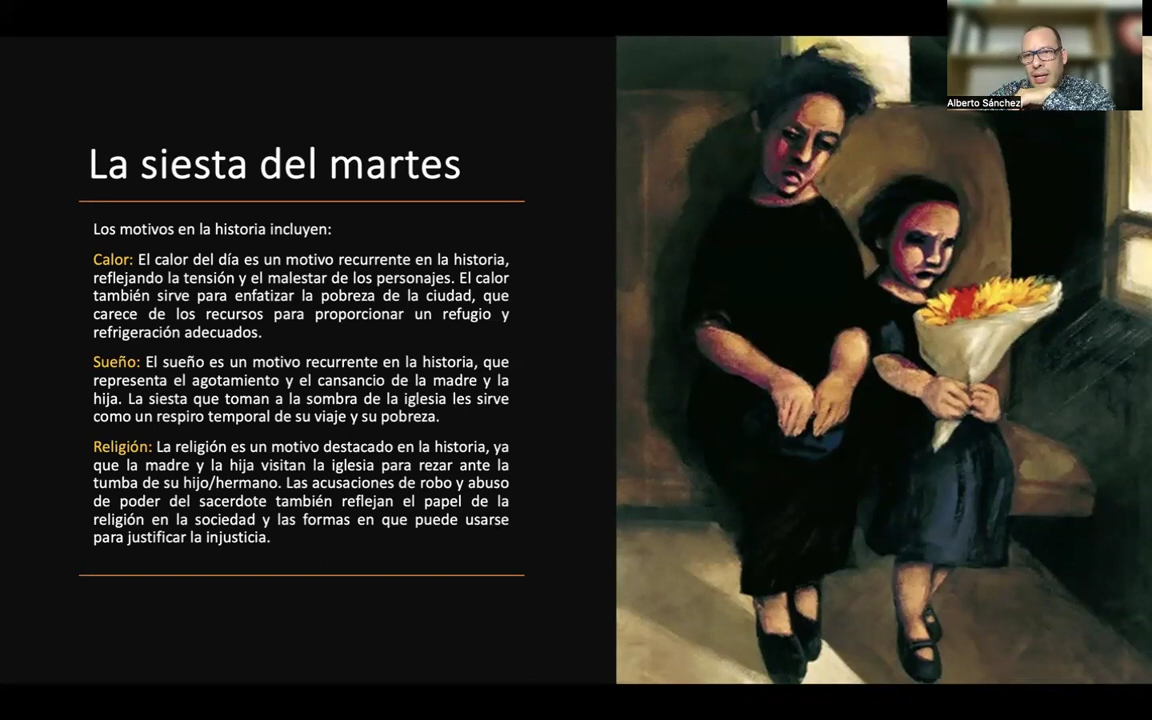 Alberto Sánchez
La siesta del martes
Los motivos en la historia incluyen:
Calor: El calor del día es un motivo recurrente en la historia,
reflejando la tensión y el malestar de los personajes. El calor
también sirve para enfatizar la pobreza de la ciudad, que
carece de los recursos para proporcionar un refugio y
refrigeración adecuados.
Sueño: El sueño es un motivo recurrente en la historia, que
representa el agotamiento y el cansancio de la madre y la
hija. La siesta que toman a la sombra de la iglesia les sirve
como un respiro temporal de su viaje y su pobreza.
Religión: La religión es un motivo destacado en la historia, ya
que la madre y la hija visitan la iglesia para rezar ante la
tumba de su hijo/hermano. Las acusaciones de robo y abuso
de poder del sacerdote también reflejan el papel de la
religión en la sociedad y las formas en que puede usarse
para justificar la injusticia.